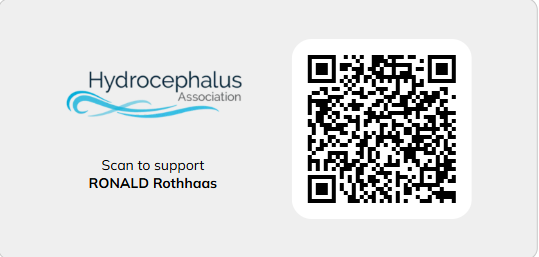 Hydrocephalus
Association
Scan to support
RONALD Rothhaas